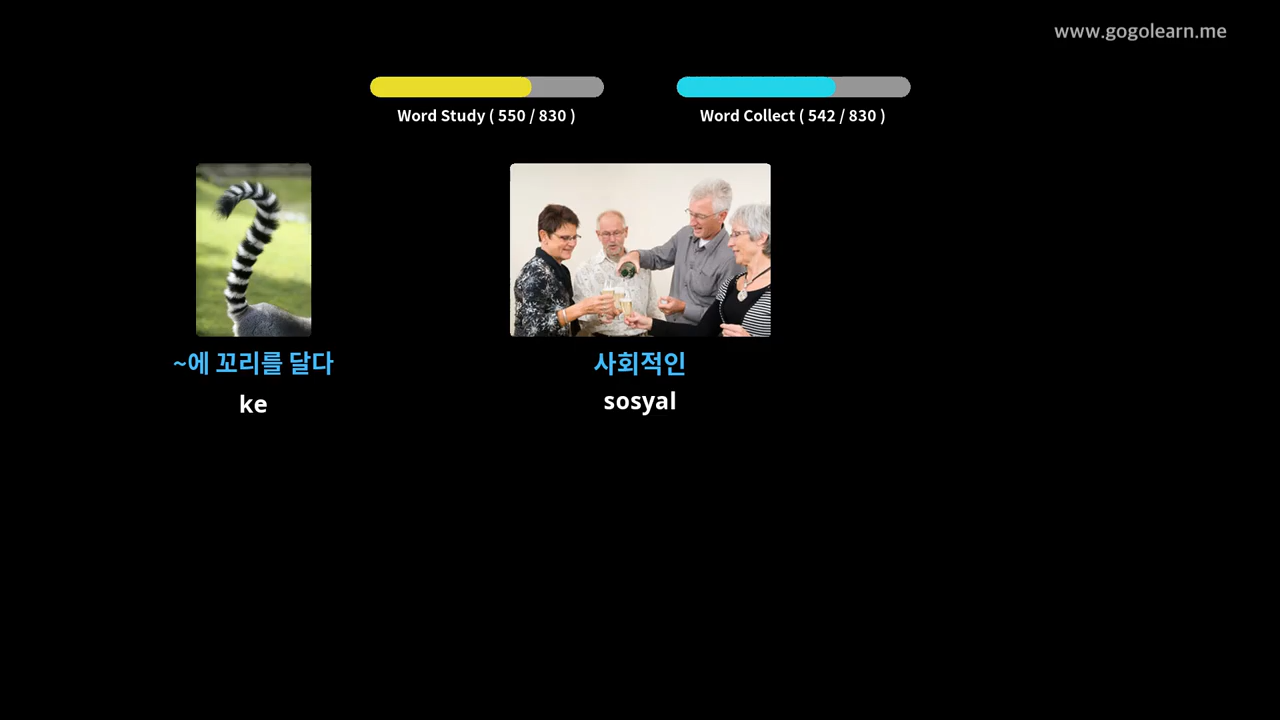 www.gogolearn.me
Word Study ( 550 / 830 )
Word Collect ( 542 / 830 )
~에 꼬리를 달다
ke
사회적인
sosyal